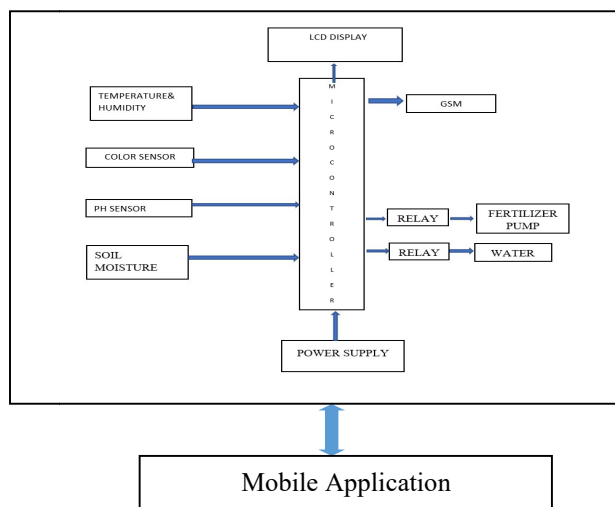 LCD DISPLAY
TEMPERATURE&
HUMIDITY
GSM
COLOR SENSOR
PH SENSOR
SOIL
MOISTURE
M
I
C
R
O
C
O
N
T
R
O
L
L
E
R
RELAY
FERTILIZER
PUMP
RELAY
WATER
POWER SUPPLY
Mobile Application